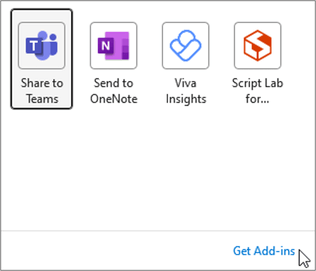 Share to Teams
Send to OneNote
Viva Insights
Script Lab for...
Get Add-ins